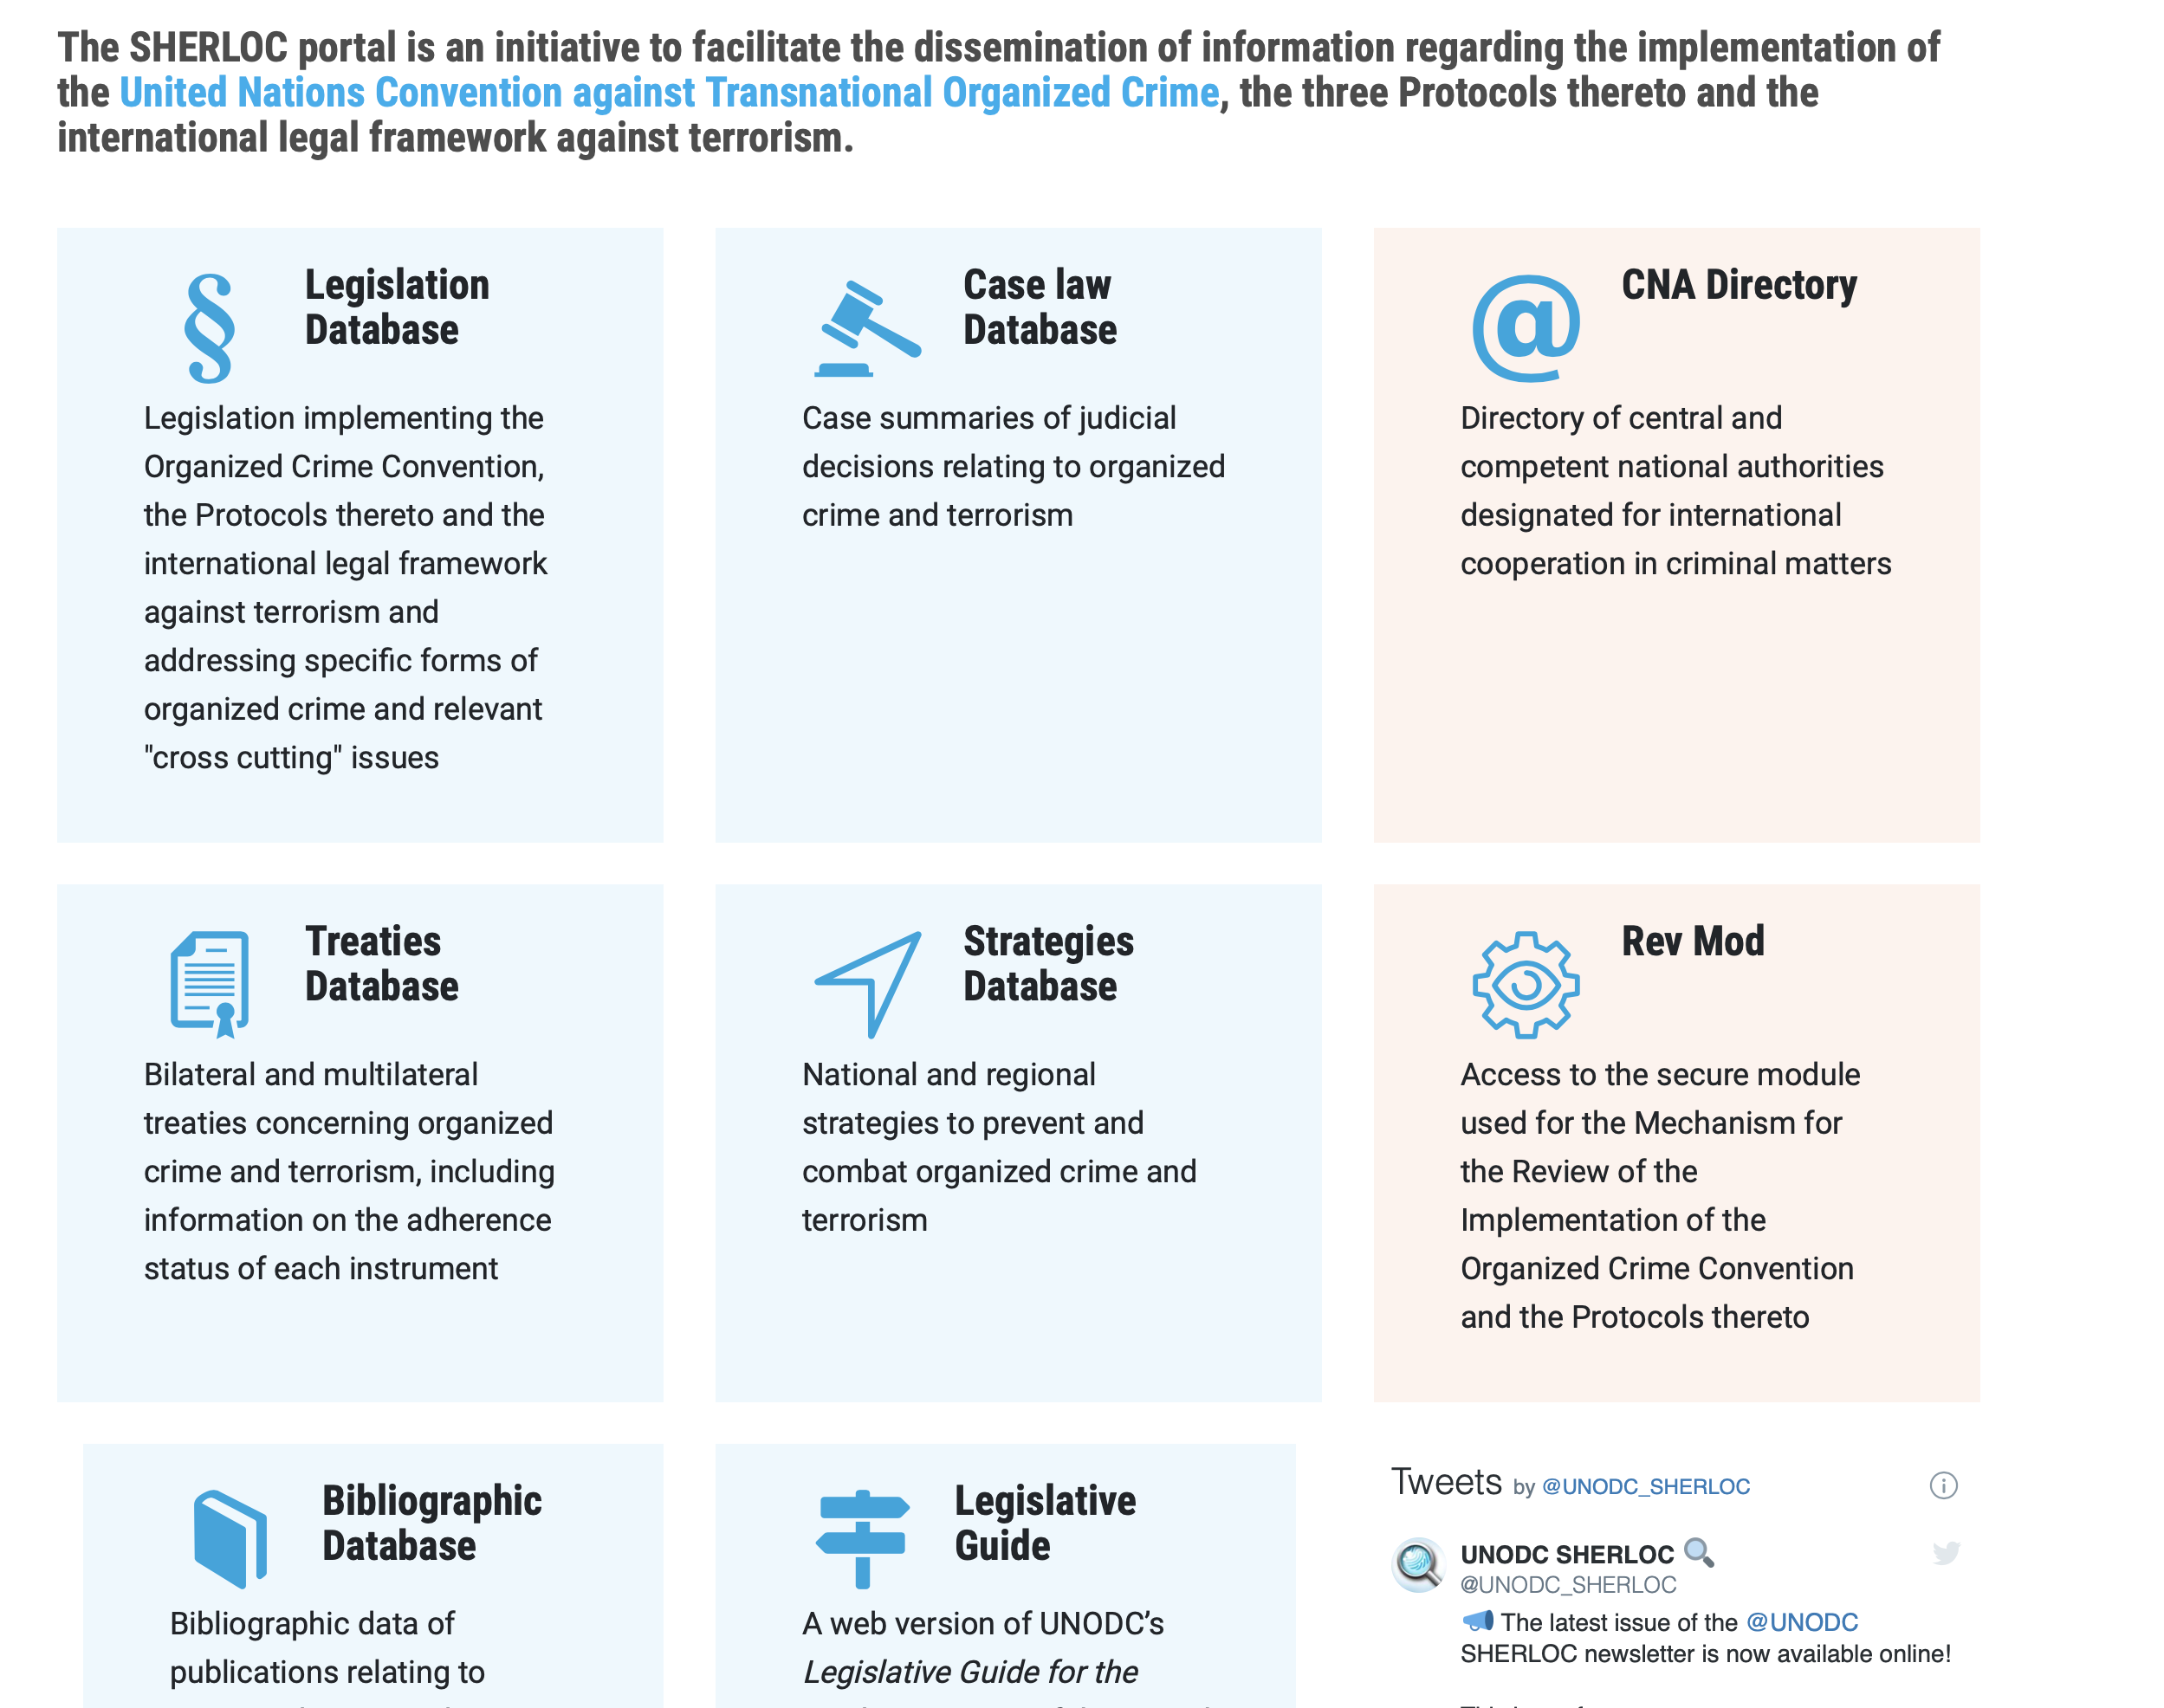 The SHERLOC portal is an initiative to facilitate the dissemination of information regarding the implementation of
the United Nations Convention against Transnational Organized Crime, the three Protocols thereto and the
international legal framework against terrorism.
§
Legislation
Database
Legislation implementing the
Organized Crime Convention,
the Protocols thereto and the
international legal framework
against terrorism and
addressing specific forms of
organized crime and relevant
"cross cutting" issues
Case law
Database
Case summaries of judicial
decisions relating to organized
crime and terrorism
@
CNA Directory
Directory of central and
competent national authorities
designated for international
cooperation in criminal matters
Treaties
Database
Bilateral and multilateral
treaties concerning organized
crime and terrorism, including
information on the adherence
status of each instrument
Strategies
Database
National and regional
strategies to prevent and
combat organized crime and
terrorism
Rev Mod
Access to the secure module
used for the Mechanism for
the Review of the
Implementation of the
Organized Crime Convention
and the Protocols thereto
Bibliographic
Database
Bibliographic data of
publications relating to
Legislative
Guide
A web version of UNODC’s
Legislative Guide for the
Tweets by @UNODC_SHERLOC
UNODC SHERLOC
@UNODC_SHERLOC
The latest issue of the @UNODC
SHERLOC newsletter is now available online!